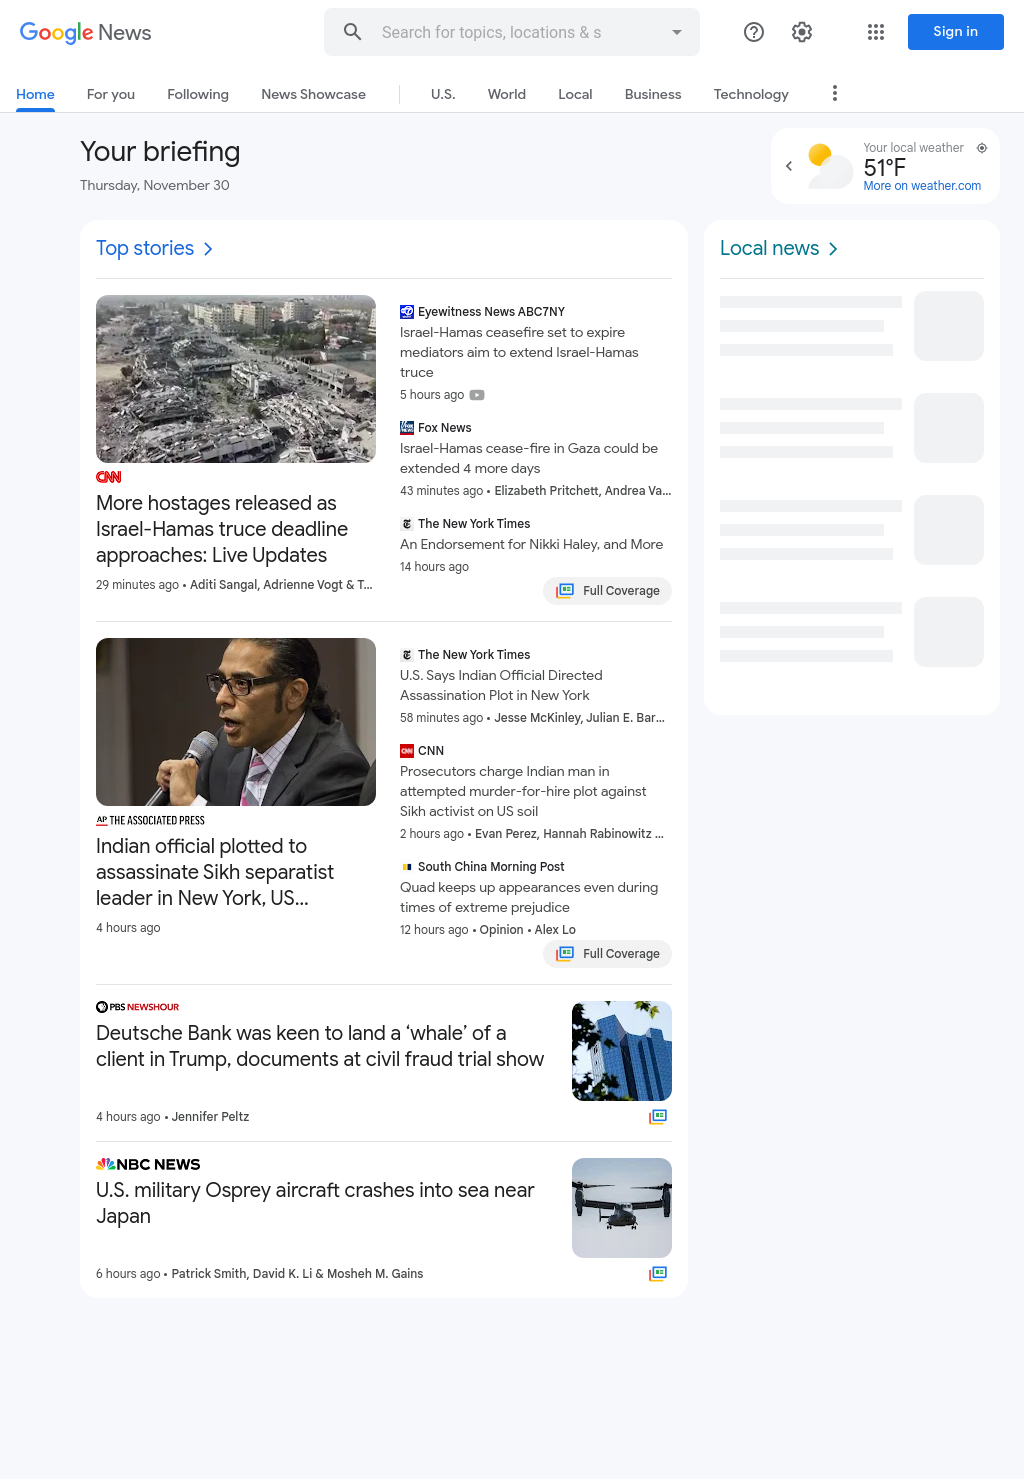 Google News
Search for topics, locations & s
Sign in
Home
For you
Following
News Showcase
U.S.
World
Local
Business
Technology
Your briefing
Thursday, November 30
Your local weather
51°F
More on weather.com
Top stories
CNN
More hostages released as
Israel-Hamas truce deadline
approaches: Live Updates
29 minutes ago • Aditi Sangal, Adrienne Vogt & T...
Eyewitness News ABC7NY
Israel-Hamas ceasefire set to expire
mediators aim to extend Israel-Hamas
truce
5 hours ago
Fox News
Israel-Hamas cease-fire in Gaza could be
extended 4 more days
43 minutes ago • Elizabeth Pritchett, Andrea Va...
The New York Times
An Endorsement for Nikki Haley, and More
14 hours ago
Full Coverage
AP THE ASSOCIATED PRESS
Indian official plotted to
assassinate Sikh separatist
leader in New York, US...
4 hours ago
The New York Times
U.S. Says Indian Official Directed
Assassination Plot in New York
58 minutes ago • Jesse McKinley, Julian E. Bar...
CNN
Prosecutors charge Indian man in
attempted murder-for-hire plot against
Sikh activist on US soil
2 hours ago • Evan Perez, Hannah Rabinowitz ...
South China Morning Post
Quad keeps up appearances even during
times of extreme prejudice
12 hours ago • Opinion • Alex Lo
Full Coverage
PBS NEWSHOUR
Deutsche Bank was keen to land a ‘whale’ of a
client in Trump, documents at civil fraud trial show
4 hours ago • Jennifer Peltz
NBC NEWS
U.S. military Osprey aircraft crashes into sea near
Japan
6 hours ago • Patrick Smith, David K. Li & Mosheh M. Gains
Local news